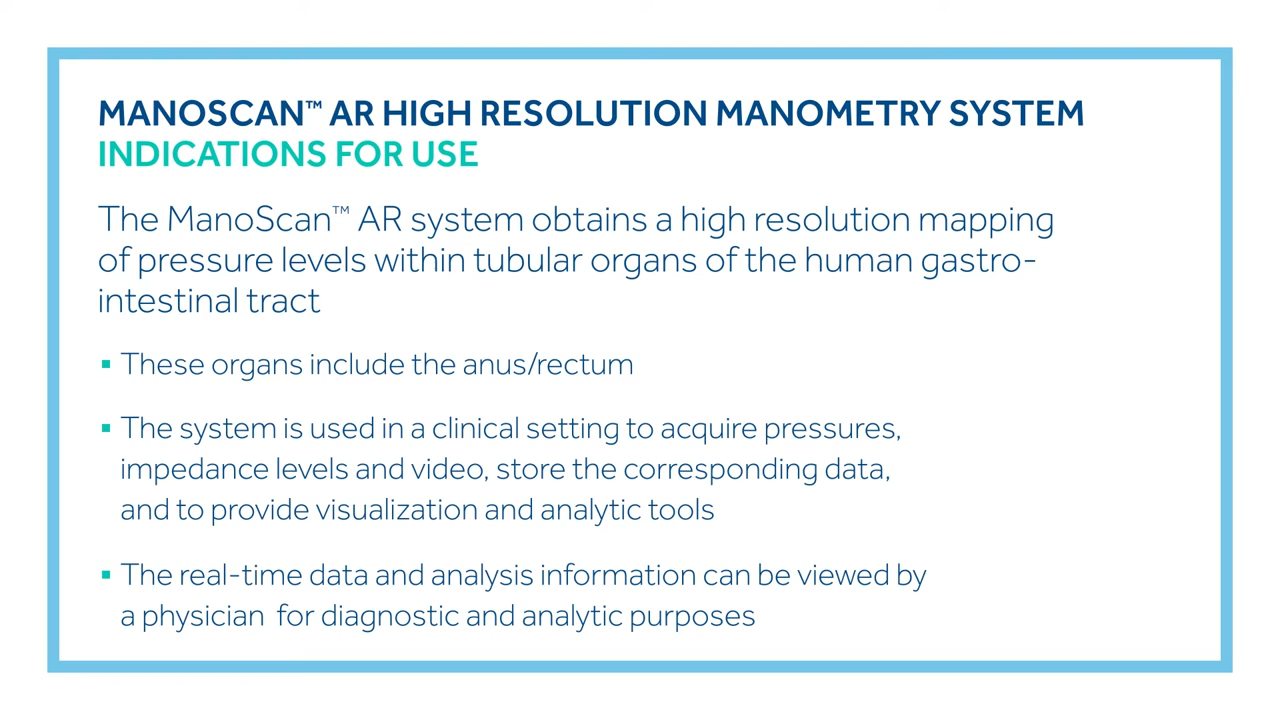 MANOSCAN™ AR HIGH RESOLUTION MANOMETRY SYSTEM
INDICATIONS FOR USE
The ManoScan™ AR system obtains a high resolution mapping
of pressure levels within tubular organs of the human gastro-
intestinal tract
▪ These organs include the anus/rectum
▪ The system is used in a clinical setting to acquire pressures,
impedance levels and video, store the corresponding data,
and to provide visualization and analytic tools
▪ The real-time data and analysis information can be viewed by
a physician for diagnostic and analytic purposes